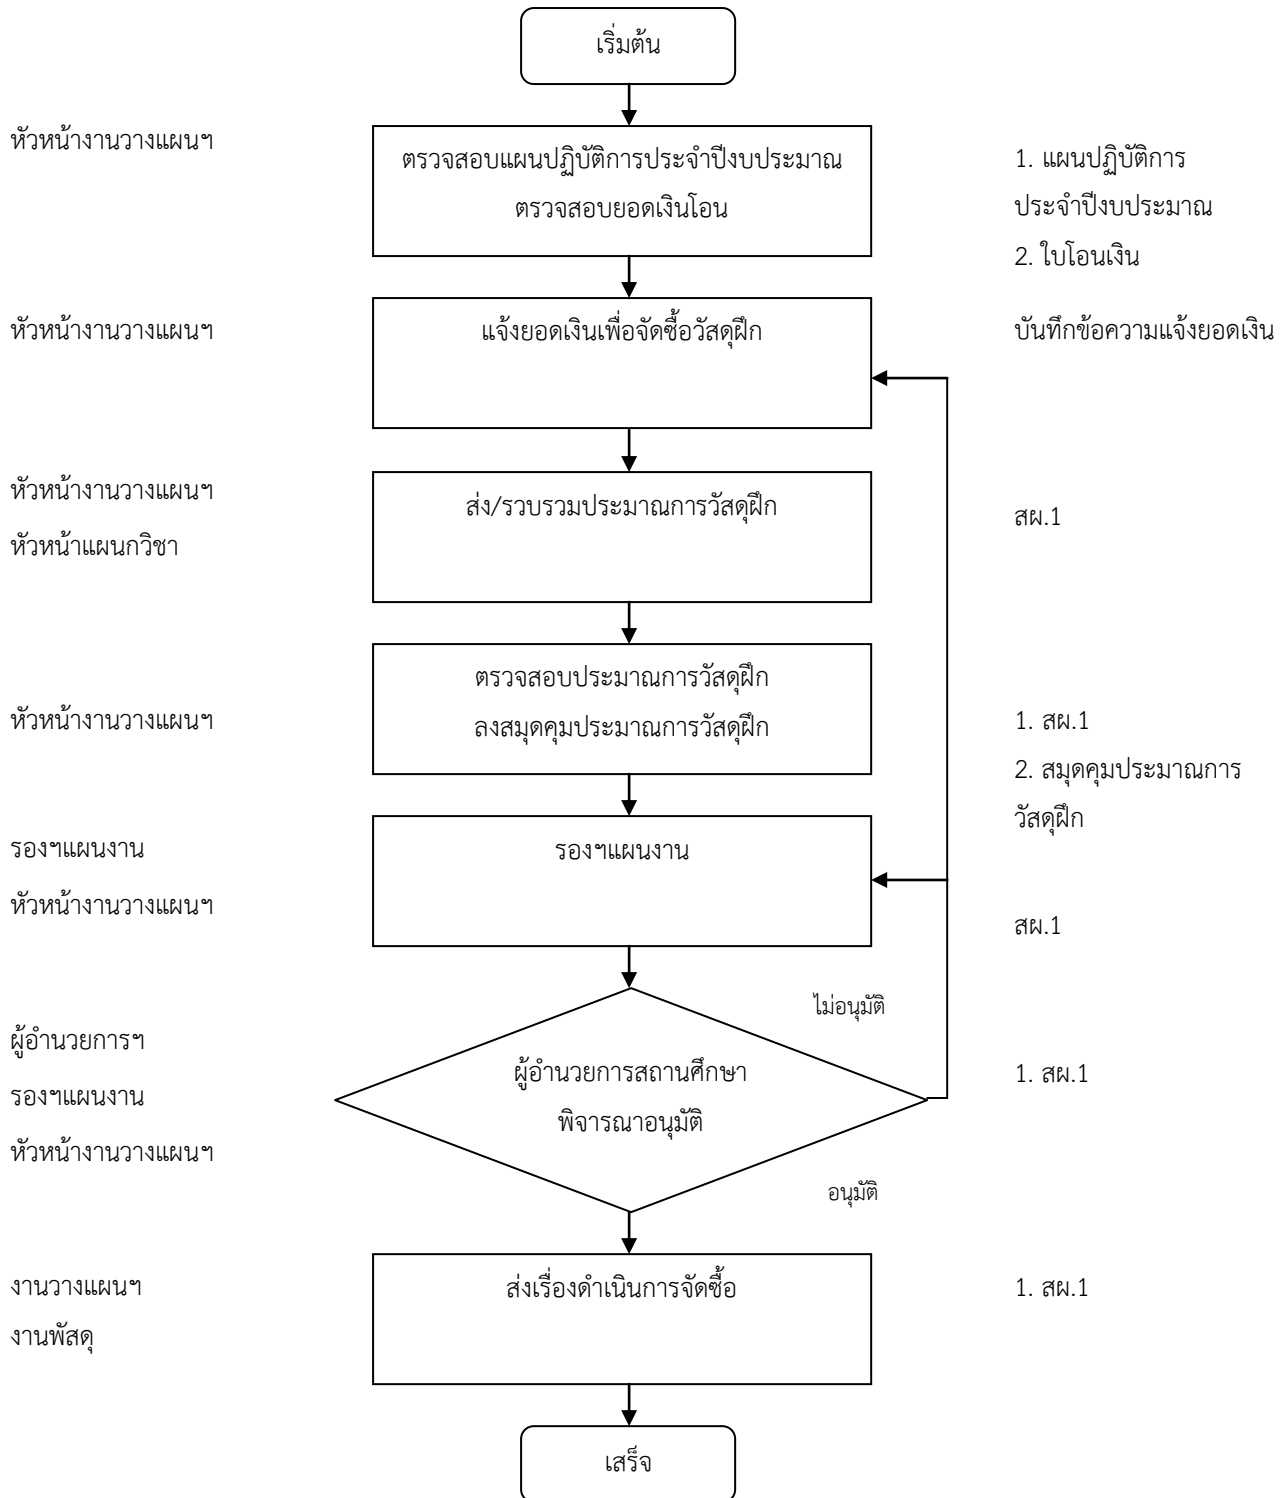 เริ่มต้น
หัวหน้างานวางแผนฯ
ตรวจสอบแผนปฏิบัติการประจำปีงบประมาณ
ตรวจสอบยอดเงินโอน
1. แผนปฏิบัติการ
ประจำปีงบประมาณ
2. ใบโอนเงิน
หัวหน้างานวางแผนฯ
แจ้งยอดเงินเพื่อจัดซื้อวัสดุฝึก
บันทึกข้อความแจ้งยอดเงิน
หัวหน้างานวางแผนฯ
หัวหน้าแผนกวิชา
ส่ง/รวบรวมประมาณการวัสดุฝึก
สผ.1
ตรวจสอบประมาณการวัสดุฝึก
ลงสมุดคุมประมาณการวัสดุฝึก
หัวหน้างานวางแผนฯ
1. สผ.1
2. สมุดคุมประมาณการ
วัสดุฝึก
รองฯแผนงาน
หัวหน้างานวางแผนฯ
รองฯแผนงาน
สผ.1
ไม่อนุมัติ
ผู้อำนวยการฯ
รองฯแผนงาน
หัวหน้างานวางแผนฯ
ผู้อำนวยการสถานศึกษา
พิจารณาอนุมัติ
1. สผ.1
อนุมัติ
งานวางแผนฯ
งานพัสดุ
ส่งเรื่องดำเนินการจัดซื้อ
1. สผ.1
เสร็จ